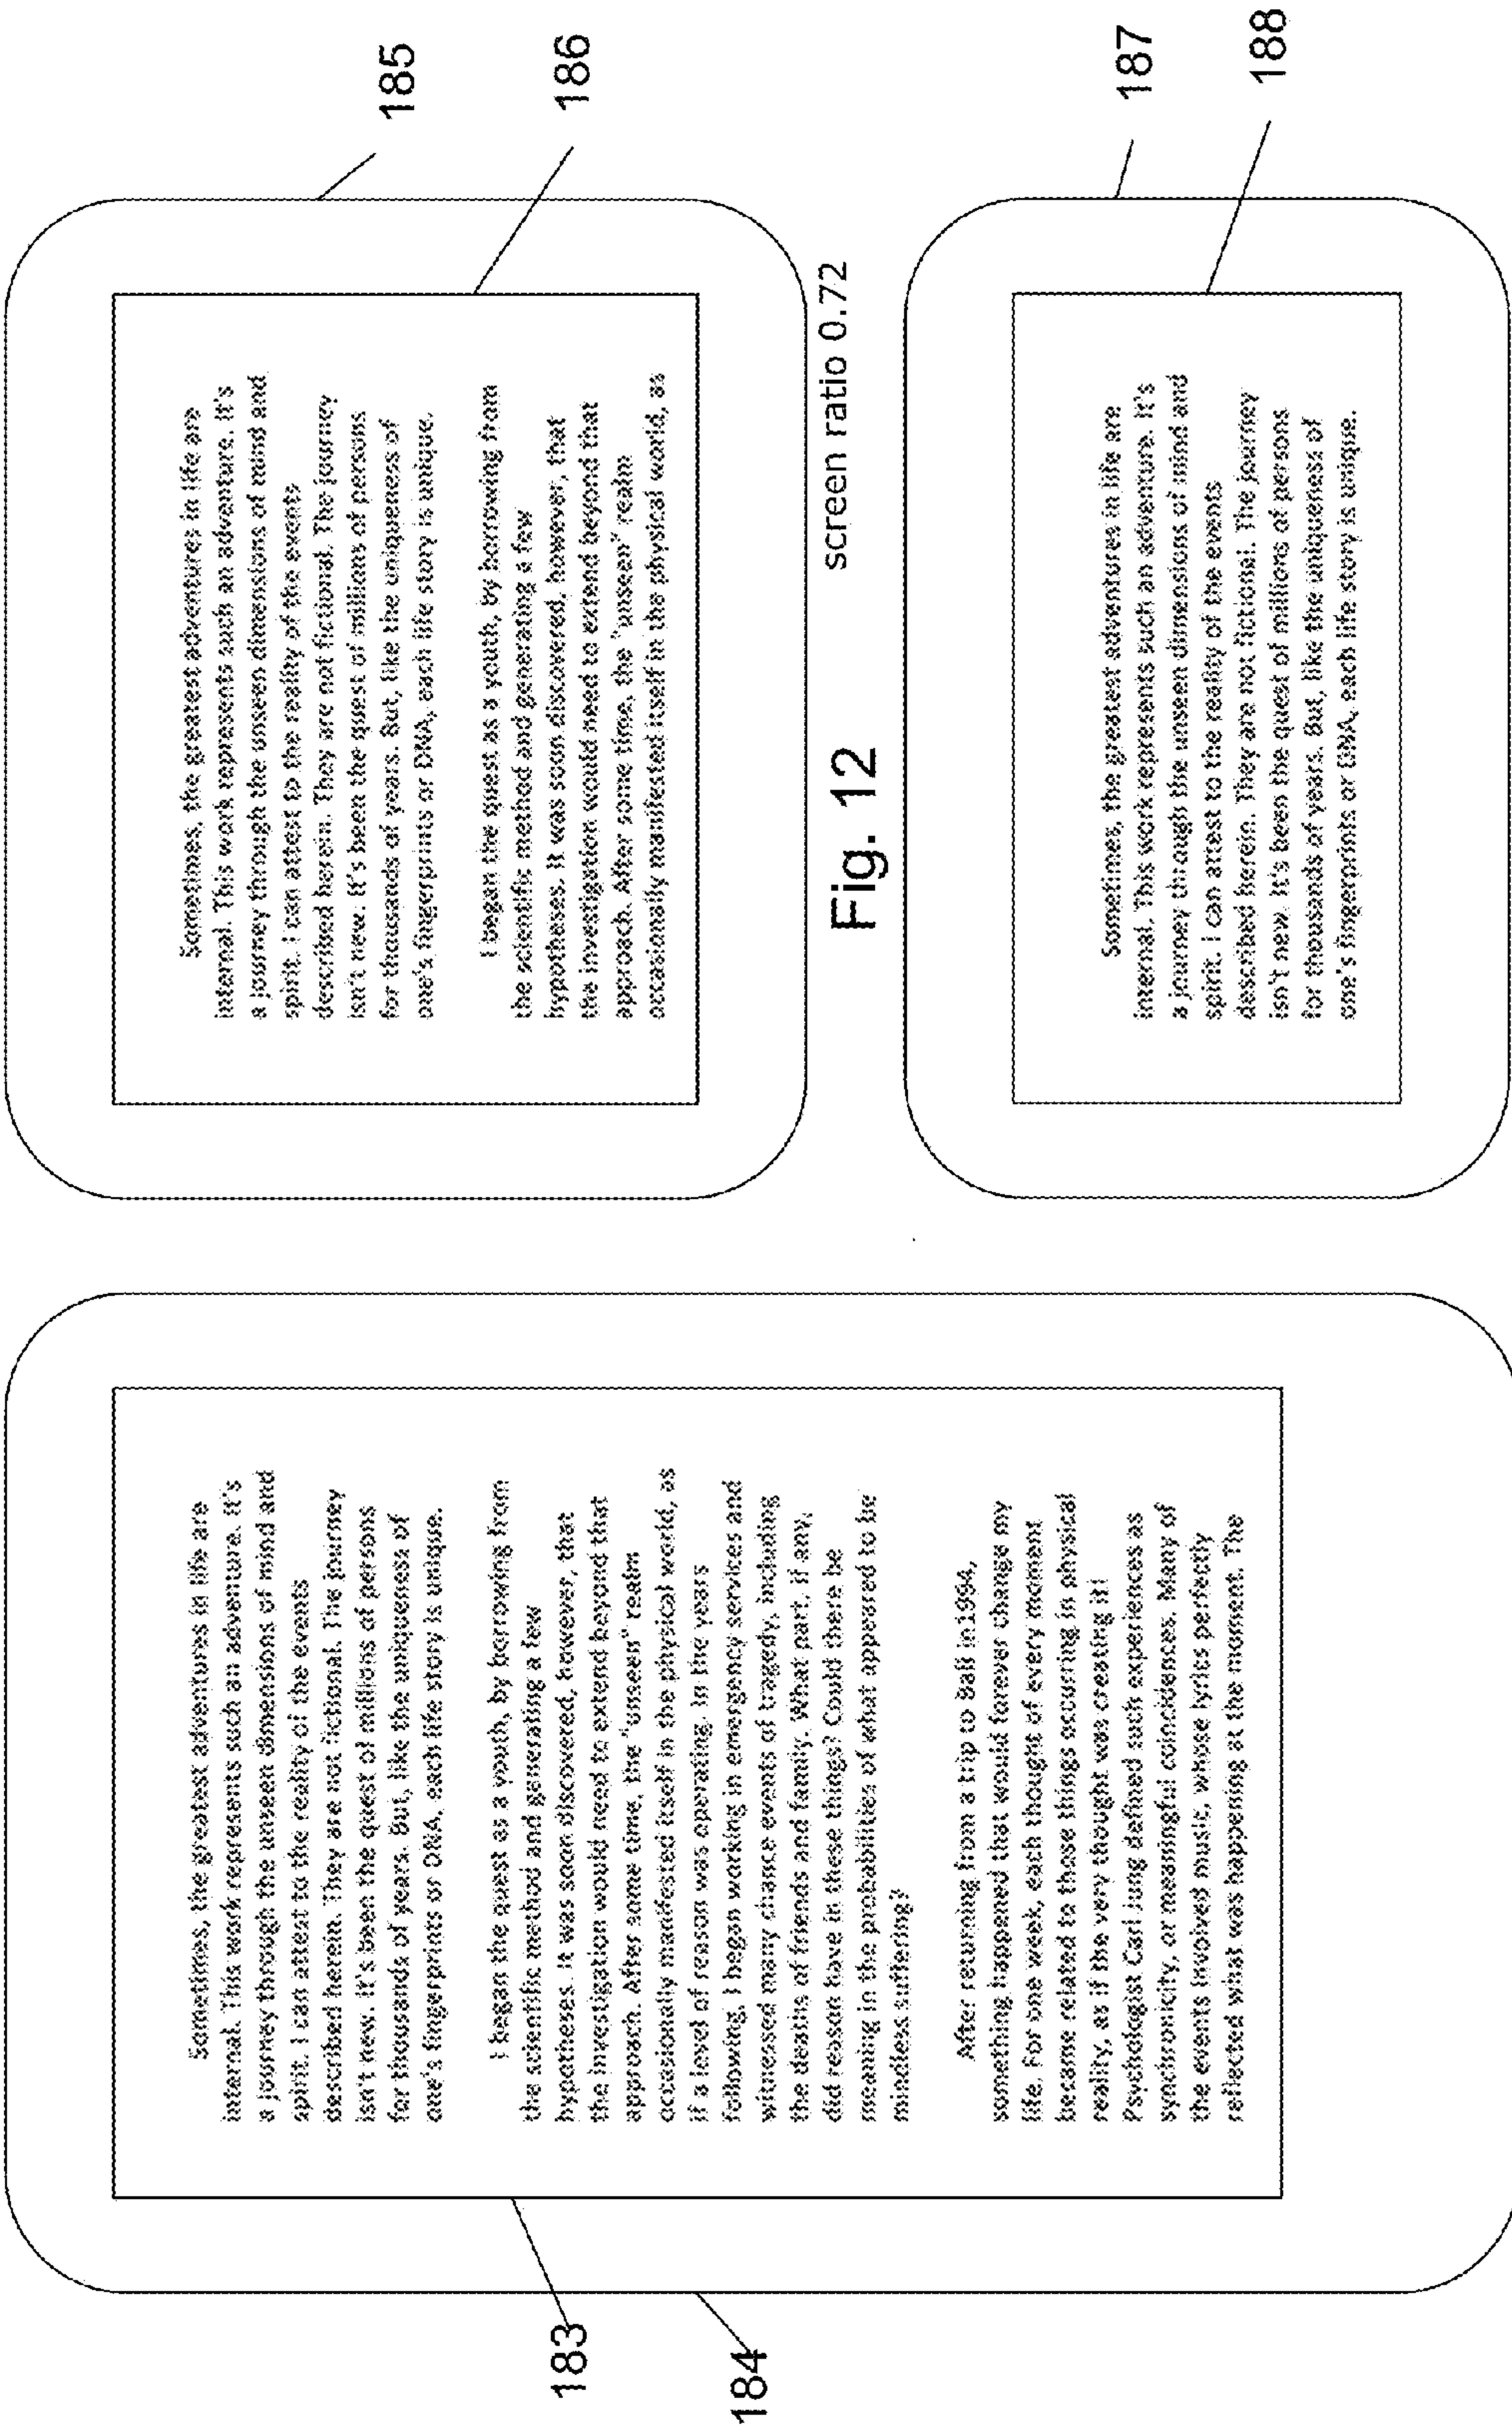 Sometimes, the greatest adventures in life are
internal. This work represents such an adventure. It's
a journey through the unseen dimensions of mind and
spirit. I can attest to the reality of the events
described herein. They are not fictional. The journey
isn't new. It's been the quest of millions of persons
for thousands of years. But, like the uniqueness of
one's fingerprints or DNA, each life story is unique.
I began the quest as a youth, by borrowing from
the scientific method and generating a few
hypotheses. It was soon discovered, however, that
the investigation would need to extend beyond that
approach. After some time, the "unseen" realm
occasionally manifested itself in the physical world, as
if a level of reason was operating. In the years
following, I began working in emergency services and
witnessed many chance events of tragedy, including
the deaths of friends and family. What part, if any,
did reason have in these things? Could there be
meaning in the probabilities of what appeared to be
mindless suffering?
After returning from a trip to Bali in 1994,
something happened that would forever change my
life. For one week, each thought of every moment
became related to those things occurring in physical
reality, as if the very thought was creating it!
Psychologist Carl Jung defined such experiences as
synchronicity, or meaningful coincidences. Many of
the events involved music, whose lyrics perfectly
reflected what was happening at the moment. The
183
184
Sometimes, the greatest adventures in life are
internal. This work represents such an adventure. It's
a journey through the unseen dimensions of mind and
spirit. I can attest to the reality of the events
described herein. They are not fictional. The journey
isn't new. It's been the quest of millions of persons
for thousands of years. But, like the uniqueness of
one's fingerprints or DNA, each life story is unique.
I began the quest as a youth, by borrowing from
the scientific method and generating a few
hypotheses. It was soon discovered, however, that
the investigation would need to extend beyond that
approach. After some time, the "unseen" realm
occasionally manifested itself in the physical world, as
185
186
Fig. 12
screen ratio 0.72
Sometimes, the greatest adventures in life are
internal. This work represents such an adventure. It's
a journey through the unseen dimensions of mind and
spirit. I can attest to the reality of the events
described herein. They are not fictional. The journey
isn't new. It's been the quest of millions of persons
for thousands of years. But, like the uniqueness of
one's fingerprints or DNA, each life story is unique.
187
188